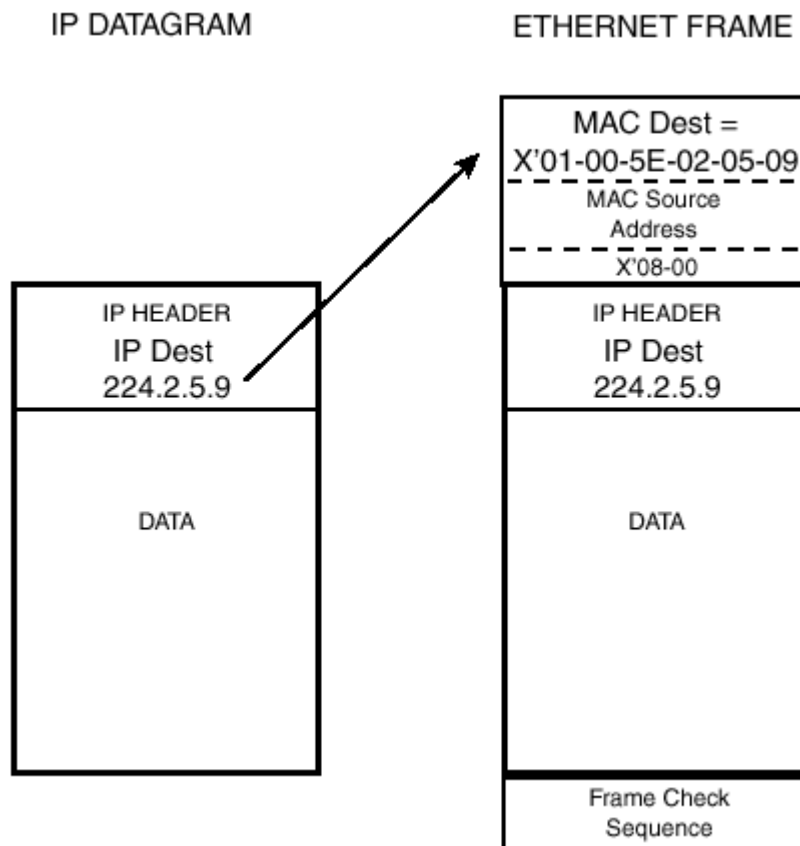 IP DATAGRAM
ETHERNET FRAME
MAC Dest =
X'01-00-5E-02-05-09
MAC Source
Address
X'08-00
IP HEADER
IP Dest
224.2.5.9
DATA
IP HEADER
IP Dest
224.2.5.9
DATA
Frame Check
Sequence